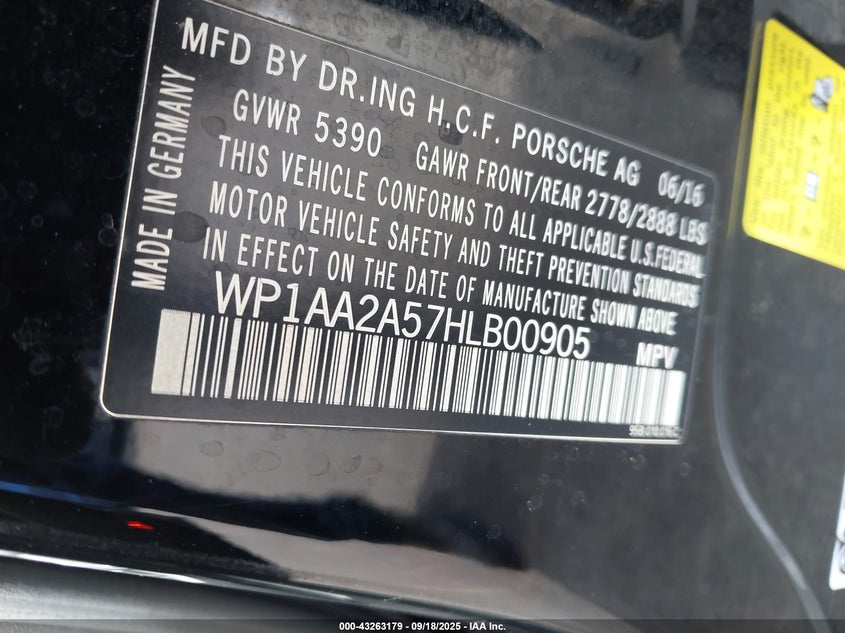 MFD BY DR.ING H.C.F. PORSCHE AG 06/16
GVWR 5390 GAWR FRONT/REAR 2778/2888 LBS
THIS VEHICLE CONFORMS TO ALL APPLICABLE U.S.FEDERAL
MOTOR VEHICLE SAFETY AND THEFT PREVENTION STANDARDS
IN EFFECT ON THE DATE OF MANUFACTURE SHOWN ABOVE
MADE IN GERMANY
WP1AA2A57HLB00905
MPV
000-43263179 - 09/18/2025 - IAA Inc.